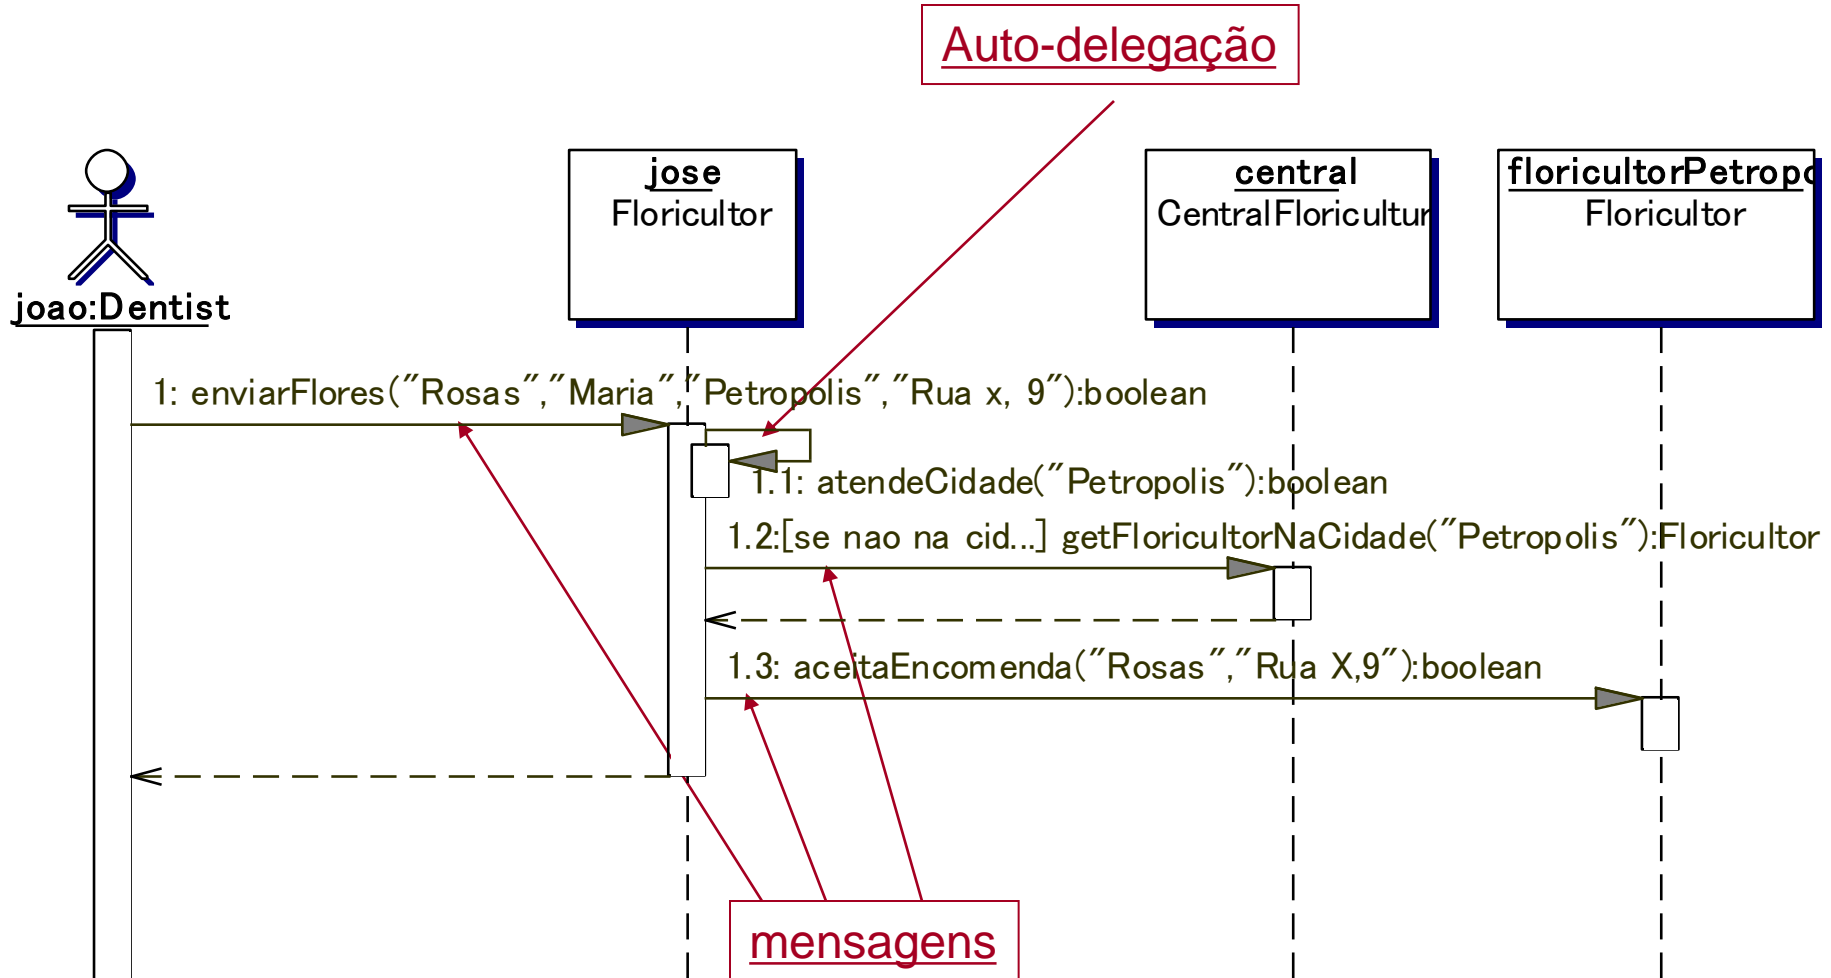 Auto-delegação
jose
Floricultor
central
CentralFloricultur
floricultorPetropo
Floricultor
joao:Dentist
1: enviarFlores("Rosas","Maria","Petropolis","Rua x, 9"):boolean
1.1: atendeCidade("Petropolis"):boolean
1.2:[se nao na cid...] getFloricultorNaCidade("Petropolis"):Floricultor
1.3: aceitaEncomenda("Rosas","Rua X,9"):boolean
mensagens